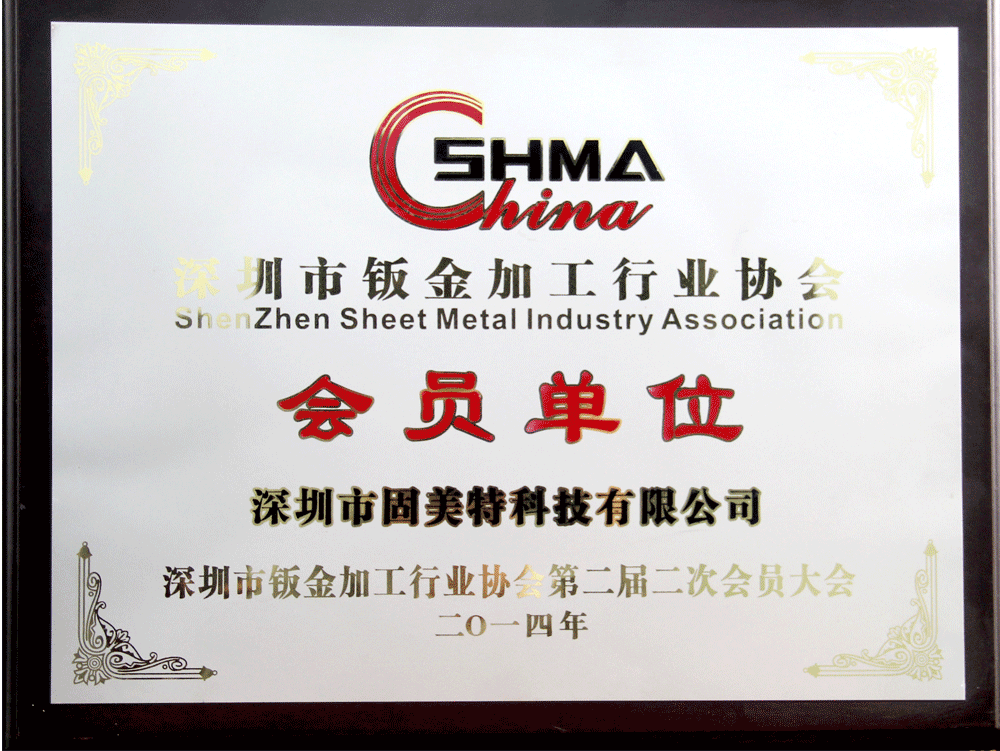 SHMA
China
深圳市钣金加工行业协会
ShenZhen Sheet Metal Industry Association
会员单位
深圳市固美特科技有限公司
深圳市钣金加工行业协会第二届二次会员大会
二O一四年